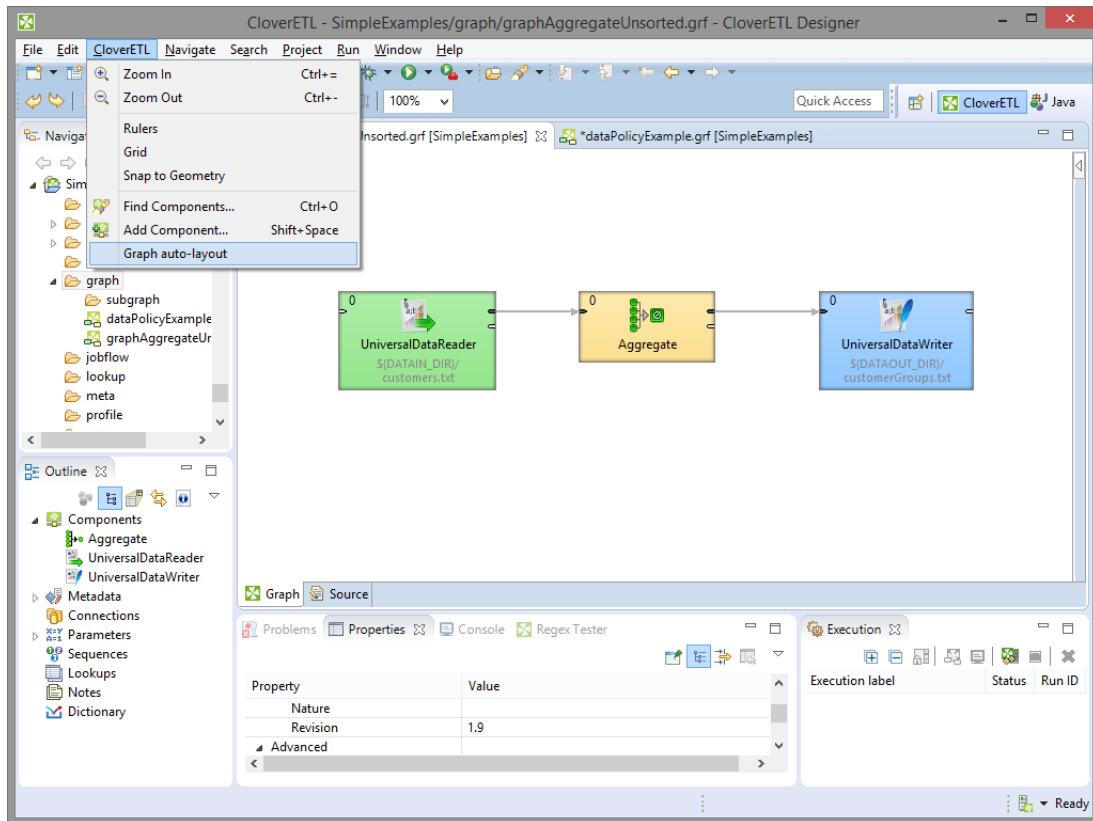 CloverETL - SimpleExamples/graph/graphAggregateUnsorted.grf - CloverETL Designer
File Edit CloverETL Navigate Search Project Run Window Help
Zoom In Ctrl+=
Zoom Out Ctrl+-
Rulers
Grid
Snap to Geometry
Find Components... Ctrl+O
Add Component... Shift+Space
Graph auto-layout
100%
Quick Access
CloverETL
Java
Naviga
Unsorted.grf [SimpleExamples]
*dataPolicyExample.grf [SimpleExamples]
Sim
graph
subgraph
dataPolicyExample
graphAggregateUr
jobflow
lookup
meta
profile
0
UniversalDataReader
${DATAIN_DIR}/
customers.txt
0
Aggregate
0
UniversalDataWriter
${DATAOUT_DIR}/
customerGroups.txt
Graph Source
Outline
Components
Aggregate
UniversalDataReader
UniversalDataWriter
Metadata
Connections
Parameters
Sequences
Lookups
Notes
Dictionary
Problems Properties Console Regex Tester
Property Value
Nature
Revision 1.9
Advanced
Execution
Execution label Status Run ID
Ready